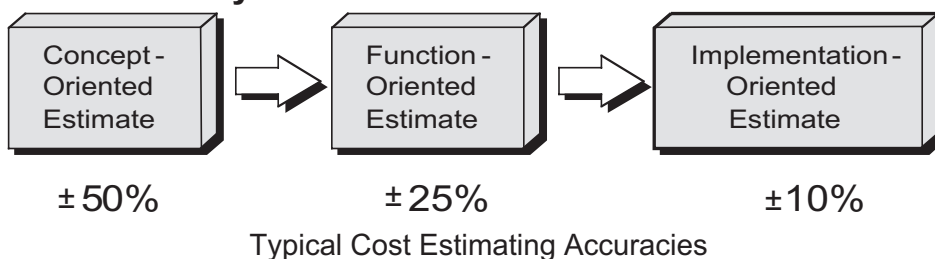 Concept -
Oriented
Estimate
Function -
Oriented
Estimate
Implementation -
Oriented
Estimate
±50%
±25%
±10%
Typical Cost Estimating Accuracies